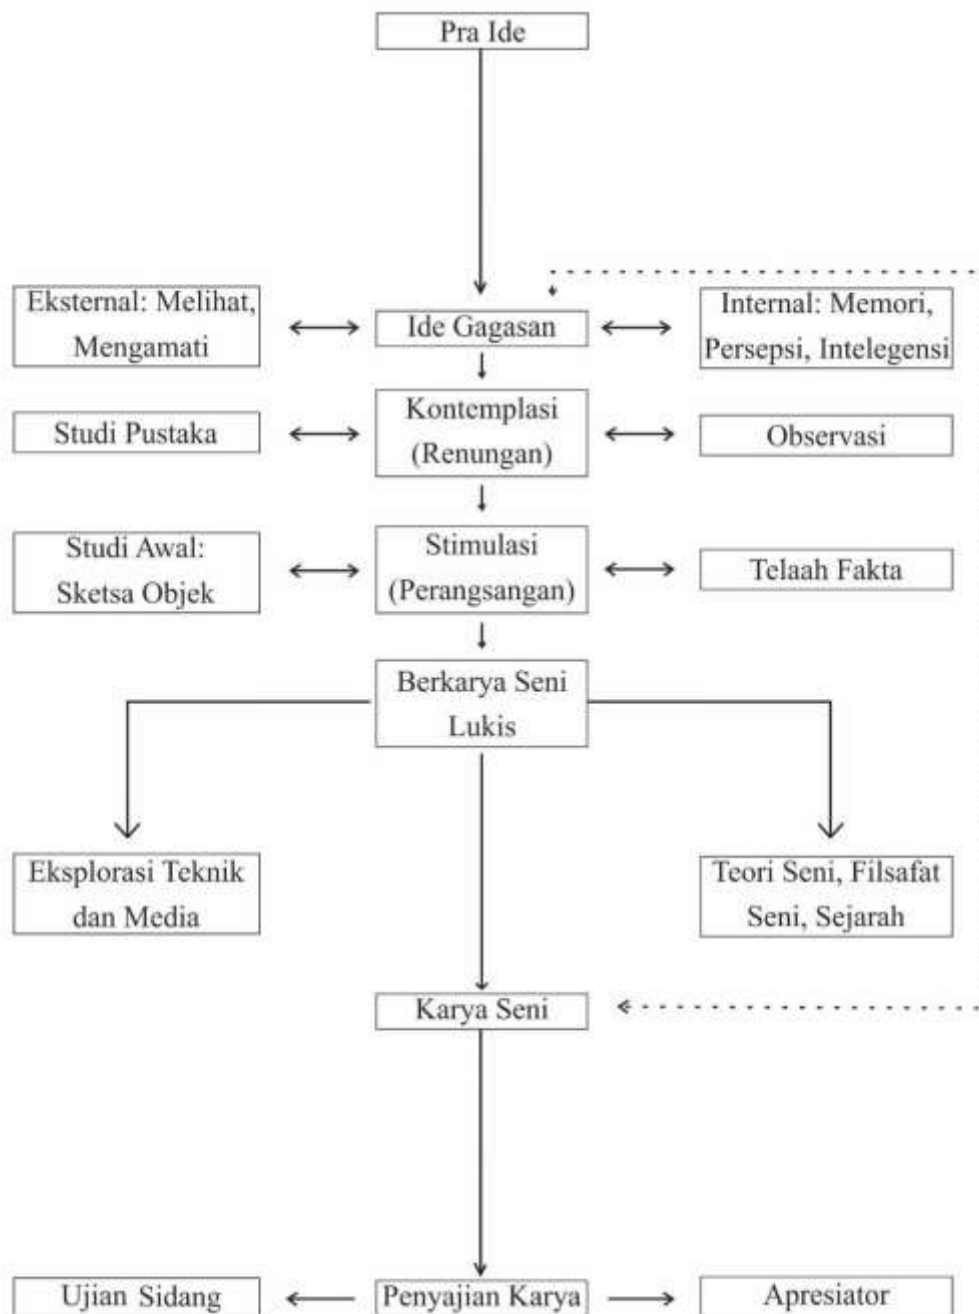 Pra Ide
Eksternal: Melihat,
Mengamati
Ide Gagasan
Internal: Memori,
Persepsi, Intelegensi
Studi Pustaka
Kontemplasi
(Renungan)
Observasi
Studi Awal:
Sketsa Objek
Stimulasi
(Perangsangan)
Telaah Fakta
Berkarya Seni
Lukis
Eksplorasi Teknik
dan Media
Teori Seni, Filsafat
Seni, Sejarah
Karya Seni
Ujian Sidang
Penyajian Karya
Apresiator